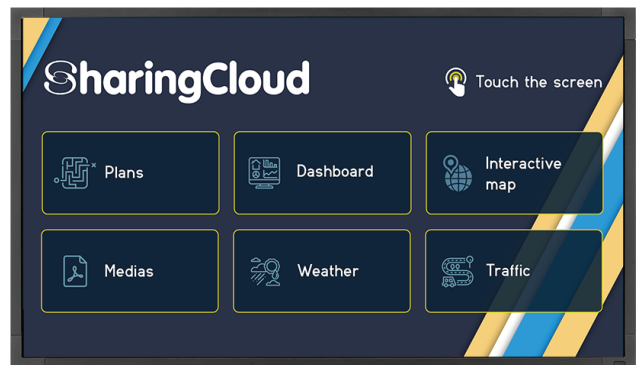 SharingCloud
Touch the screen
Plans
Dashboard
Interactive
map
Medias
Weather
Traffic